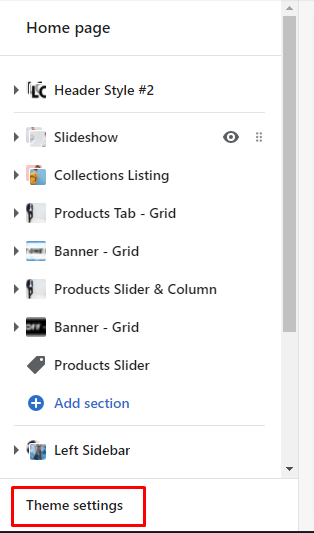 Home page
Header Style #2
Slideshow
Collections Listing
Products Tab - Grid
Banner - Grid
Products Slider & Column
Banner - Grid
Products Slider
Add section
Left Sidebar
Theme settings